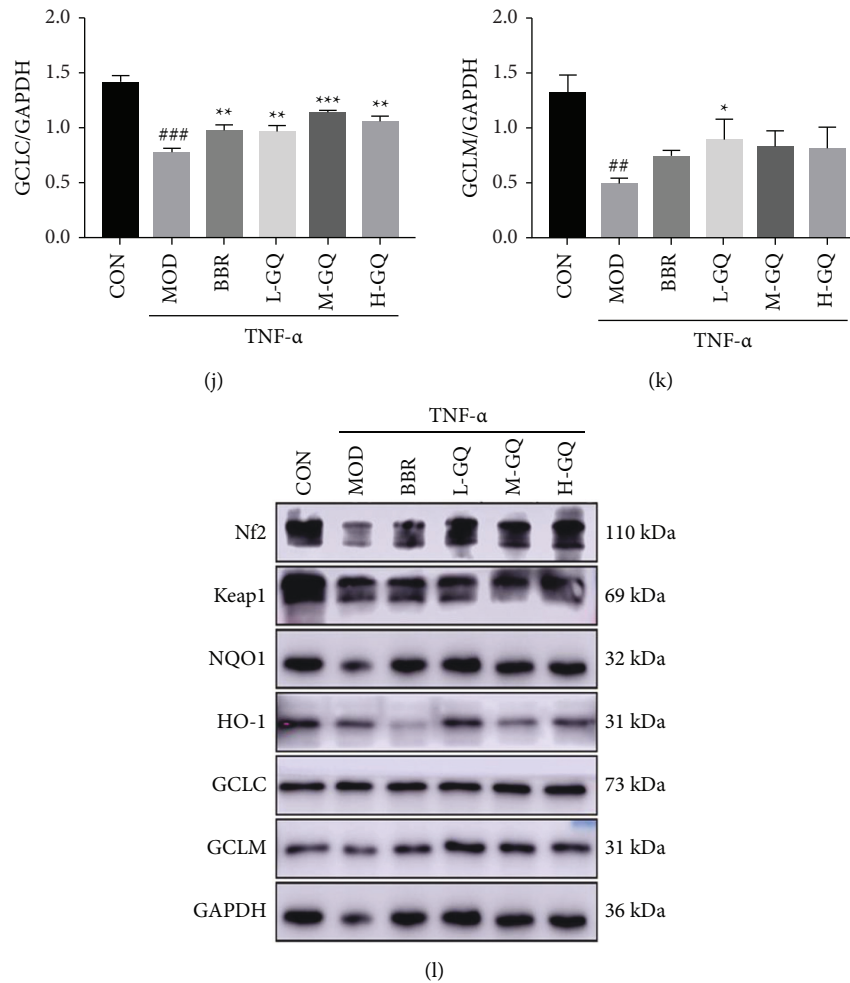 2.0
1.5
1.0
0.5
0.0
GCLC/GAPDH
###
**
**
***
**
CON
MOD
BBR
L-GQ
M-GQ
H-GQ
TNF-α
(j)
2.0
1.5
1.0
0.5
0.0
GCLM/GAPDH
##
*
CON
MOD
BBR
L-GQ
M-GQ
H-GQ
TNF-α
(k)
TNF-α
CON
MOD
BBR
L-GQ
M-GQ
H-GQ
Nf2 110 kDa
Keap1 69 kDa
NQO1 32 kDa
HO-1 31 kDa
GCLC 73 kDa
GCLM 31 kDa
GAPDH 36 kDa
(l)